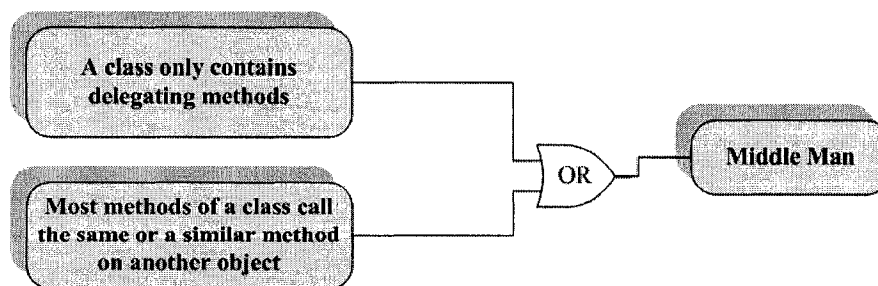 A class only contains
delegating methods
Most methods of a class call
the same or a similar method
on another object
OR
Middle Man